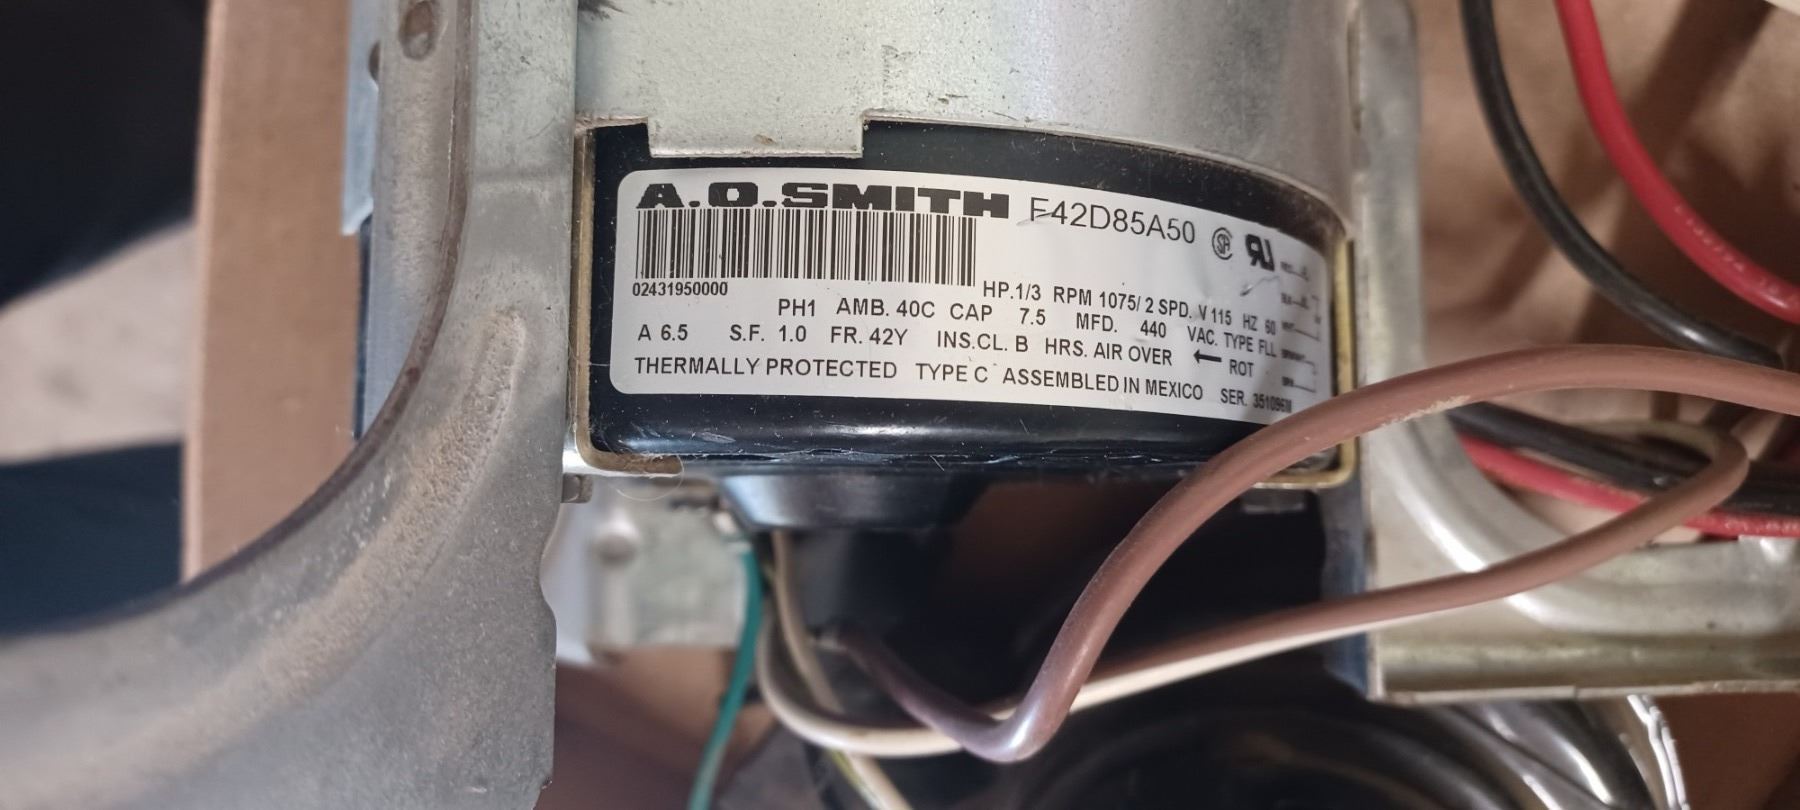 A.O.SMITH F42D85A50
02431950000
HP.1/3 RPM 1075/ 2 SPD. V 115 HZ 60
PH1 AMB. 40C CAP 7.5 MFD. 440 VAC. TYPE FLL
A 6.5 S.F. 1.0 FR. 42Y INS.CL. B HRS. AIR OVER ← ROT
THERMALLY PROTECTED TYPE C ASSEMBLED IN MEXICO SER.